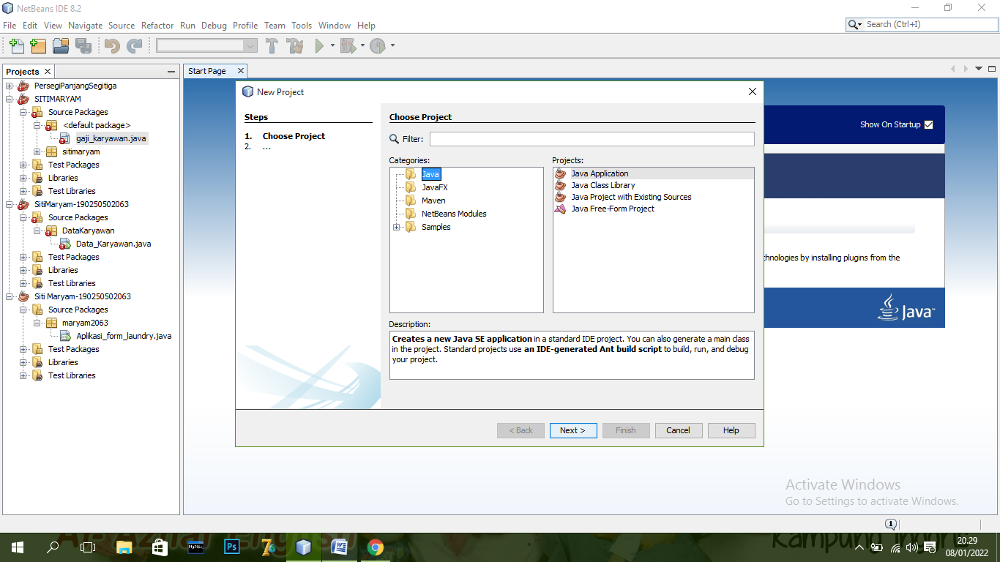 NetBeans IDE 8.2
File Edit View Navigate Source Refactor Run Debug Profile Team Tools Window Help
Search (Ctrl+I)
Projects
PersegiPanjangSegitiga
SITIMARYAM
Source Packages
<default package>
gaji_karyawan.java
sitimaryam
Test Packages
Libraries
Test Libraries
SitiMaryam-190250502063
Source Packages
DataKaryawan
Data_Karyawan.java
Test Packages
Libraries
Test Libraries
Siti Maryam-190250502063
Source Packages
maryam2063
Aplikasi_form_laundry.java
Test Packages
Libraries
Test Libraries
Start Page
Show On Startup
chnologies by installing plugins from the
Java™
New Project
Steps
1. Choose Project
2. ...
Choose Project
Filter:
Categories:
Java
JavaFX
Maven
NetBeans Modules
Samples
Projects:
Java Application
Java Class Library
Java Project with Existing Sources
Java Free-Form Project
Description:
Creates a new Java SE application in a standard IDE project. You can also generate a main class
in the project. Standard projects use an IDE-generated Ant build script to build, run, and debug
your project.
< Back
Next >
Finish
Cancel
Help
Activate Windows
Go to Settings to activate Windows.
1
MySQL
Ps
7
W
20.29
08/01/2022